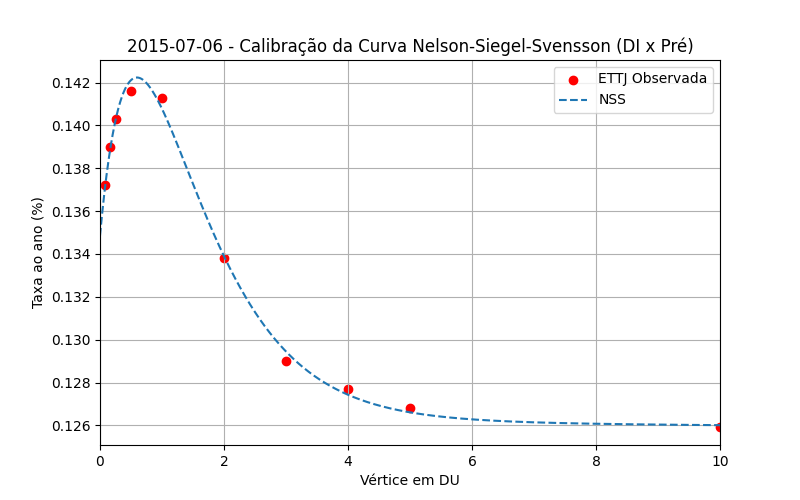 2015-07-06 - Calibração da Curva Nelson-Siegel-Svensson (DI x Pré)
ETTJ Observada
NSS
Taxa ao ano (%)
0.142
0.140
0.138
0.136
0.134
0.132
0.130
0.128
0.126
0 2 4 6 8 10
Vértice em DU